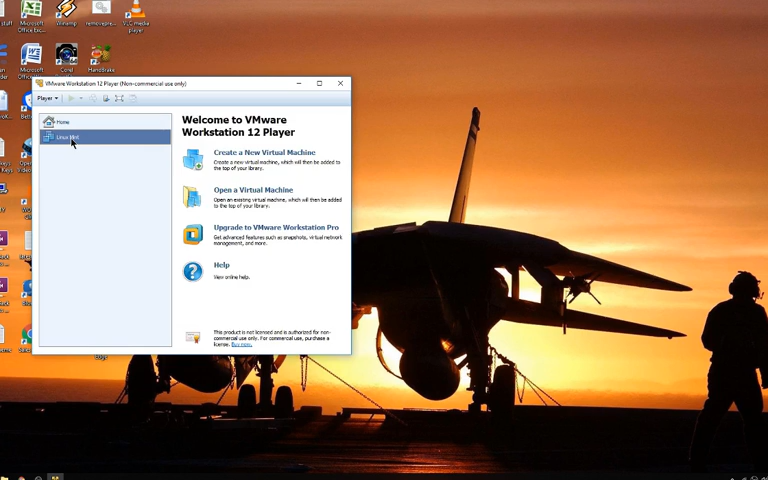 stuff
Microsoft
Office Exc...
Winamp
removepre...
VLC media
player
Microsoft
Office
Corel
HandBrake
VMware Workstation 12 Player (Non-commercial use only)
Player
Home
Linux Mint
Welcome to VMware
Workstation 12 Player
Create a New Virtual Machine
Create a new virtual machine, which will then be added
to the top of your library.
Open a Virtual Machine
Open an existing virtual machine, which will then be added
to the top of your library.
Upgrade to VMware Workstation Pro
Get advanced features such as snapshots, virtual network
management, and more.
Help
View online help.
This product is not licensed and is authorized for non-
commercial use only. For commercial use, purchase a
license. Buy now.
Edge